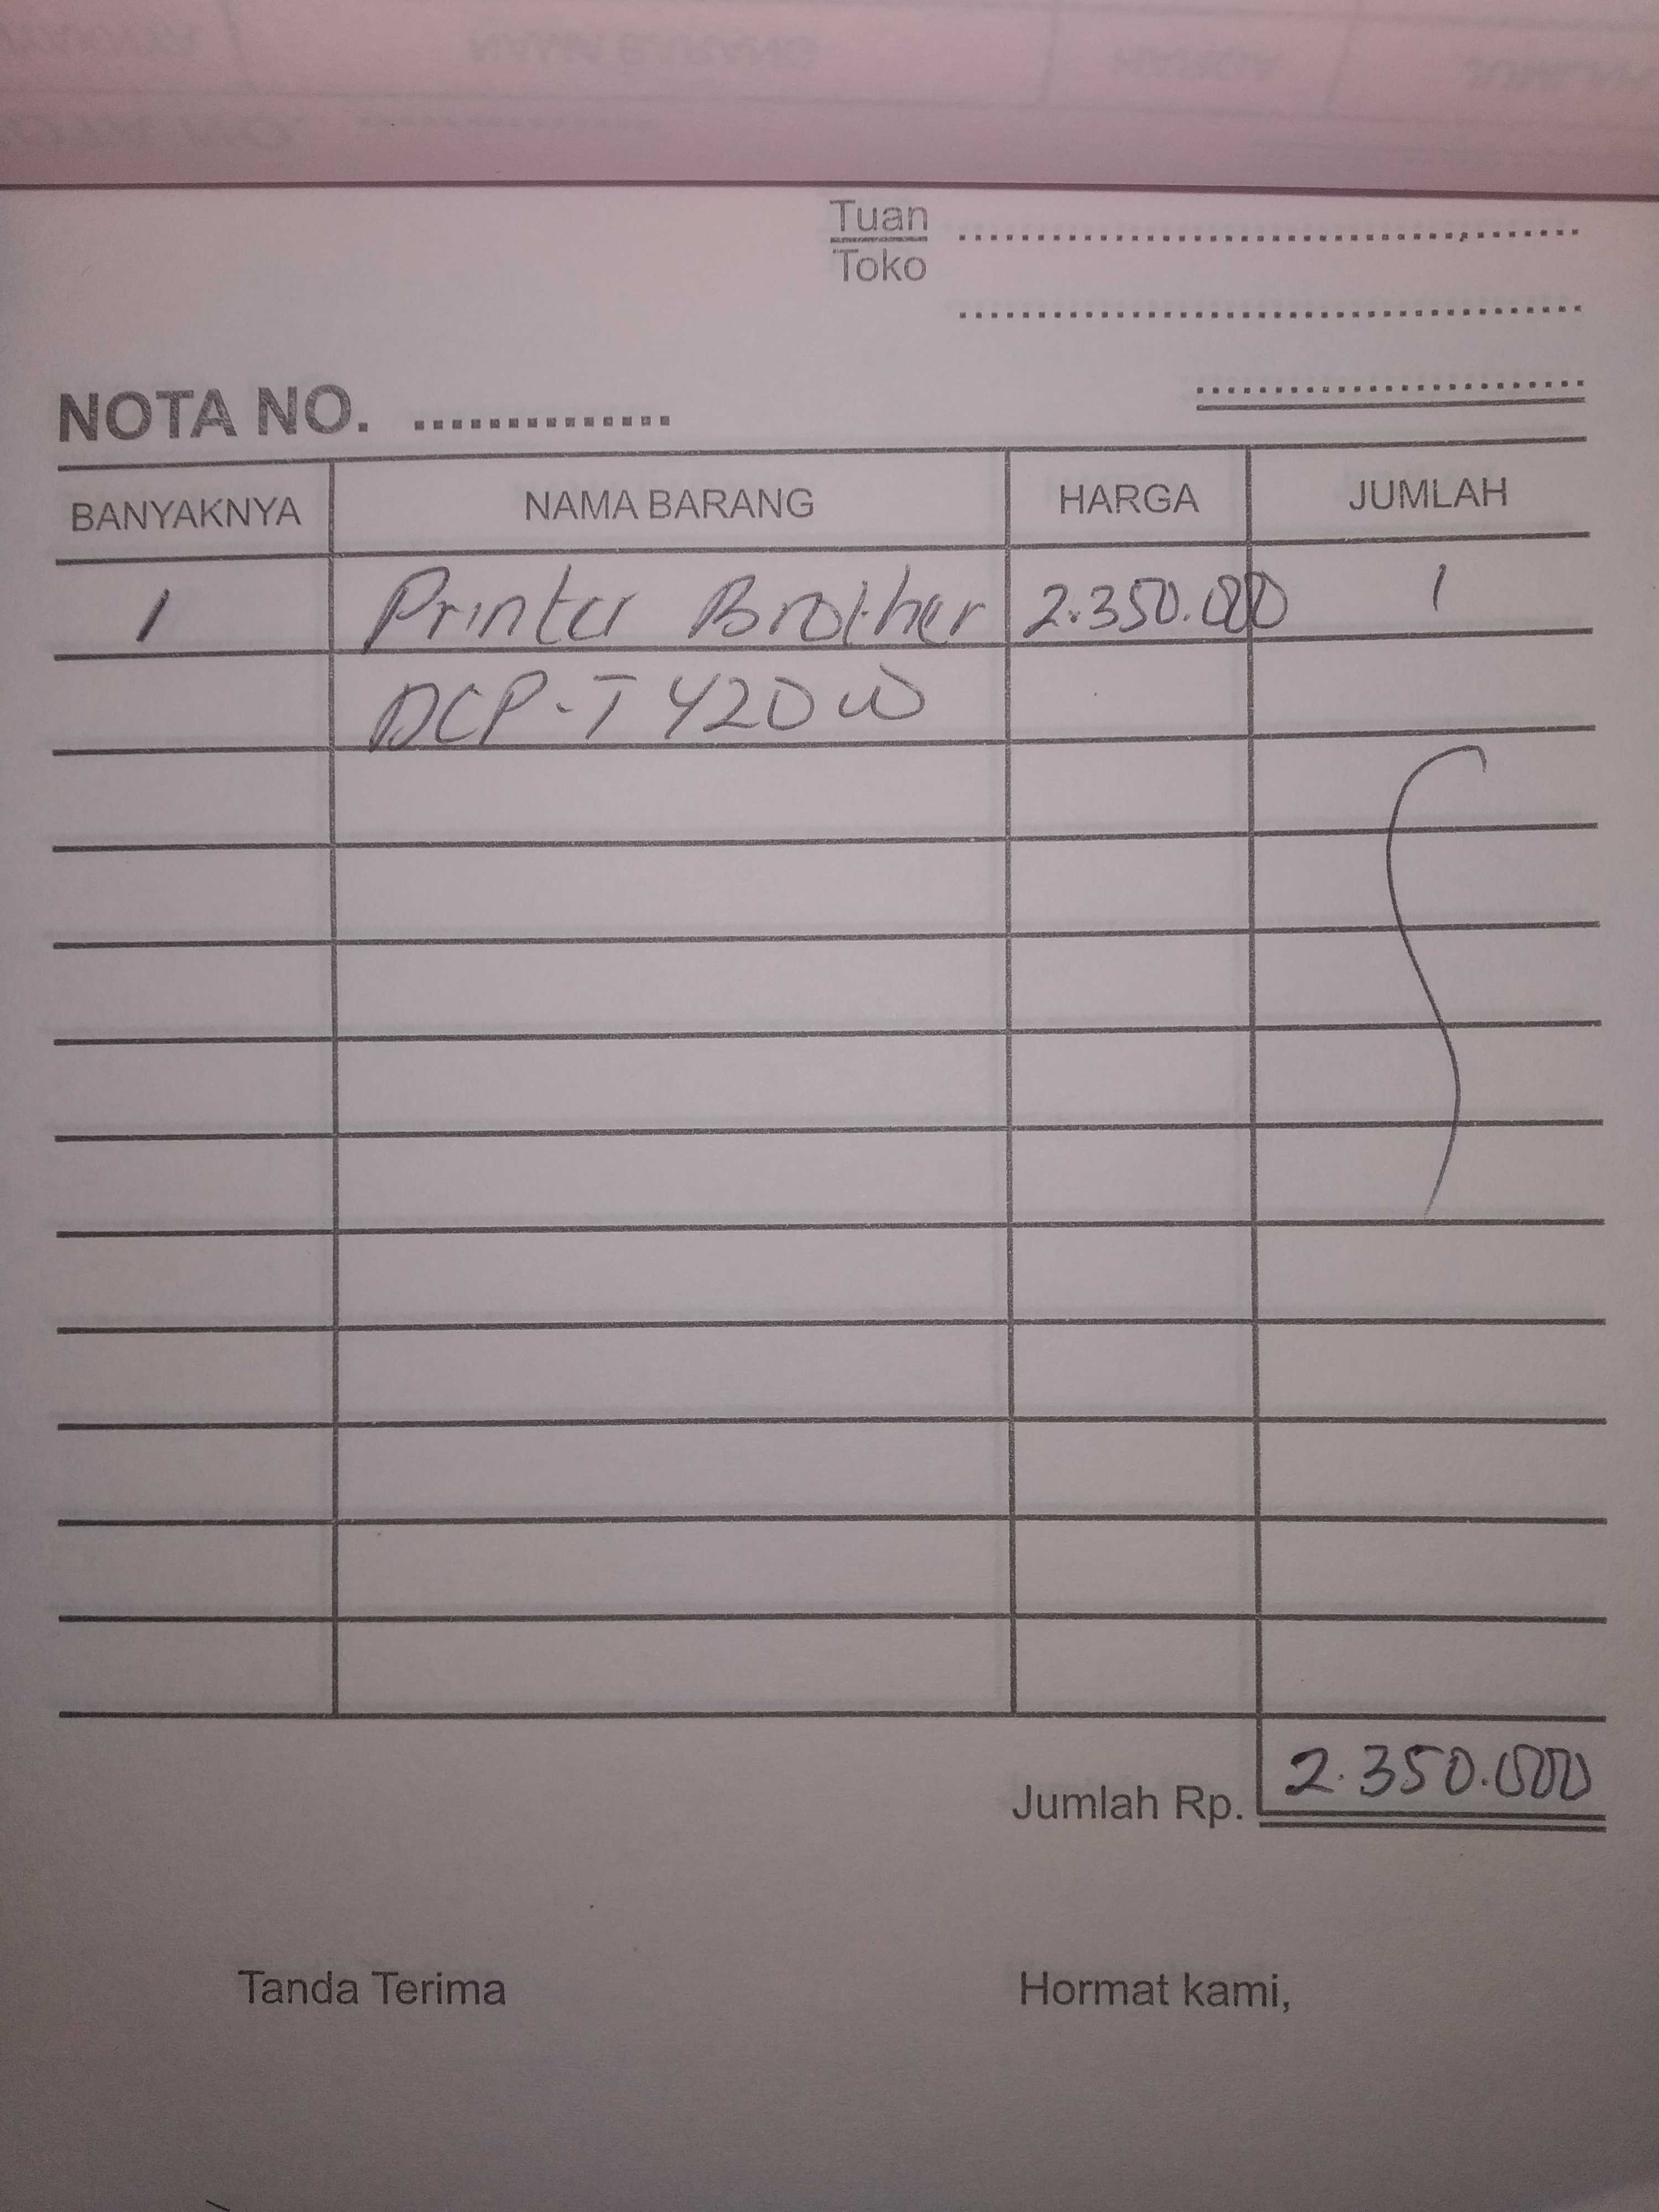 Tuan
Toko
NOTA NO. ..............
BANYAKNYA NAMA BARANG HARGA JUMLAH
1 Printer Brother 2.350.000 1
DCP-T420W
Jumlah Rp. 2.350.000
Tanda Terima Hormat kami,